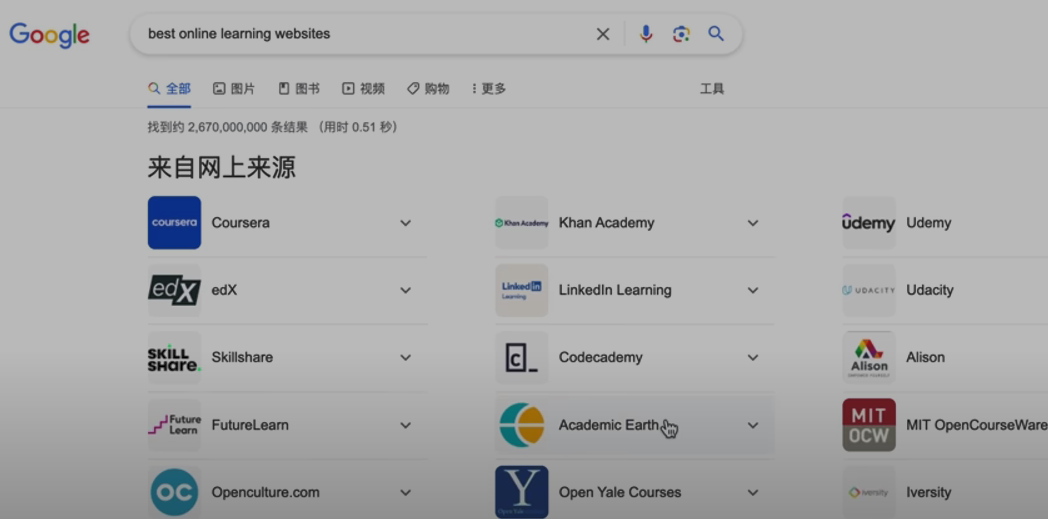 Google
best online learning websites
全部 图片 图书 视频 购物 更多 工具
找到约 2,670,000,000 条结果 （用时 0.51 秒）
来自网上来源
coursera Coursera Khan Academy Khan Academy ûdemy Udemy
edX edX Linked in Learning LinkedIn Learning UDACITY Udacity
SKILL SHARE. Skillshare c_ Codecademy Alison Alison
Future Learn FutureLearn Academic Earth MIT OCW MIT OpenCourseWare
OC Openculture.com Y Open Yale Open Yale Courses iversity Iversity